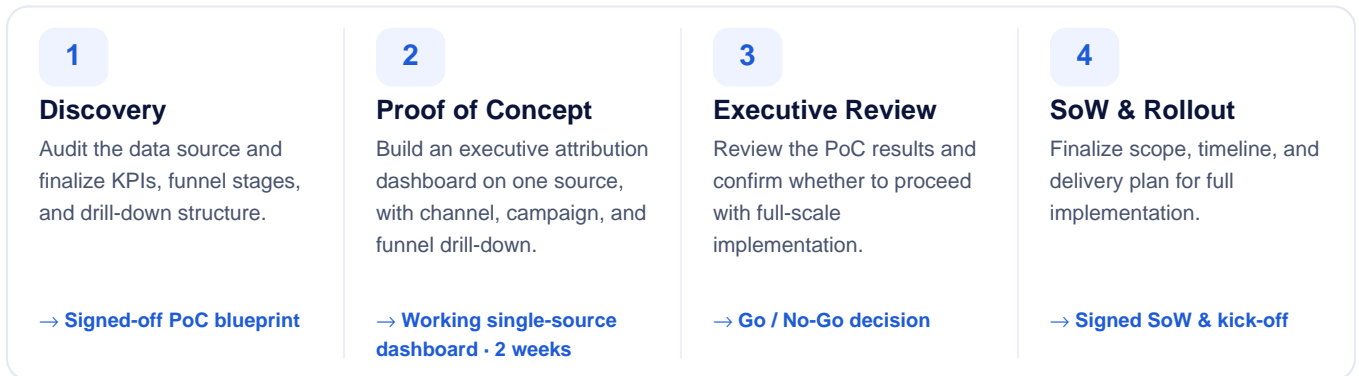 1
Discovery
Audit the data source and
finalize KPIs, funnel stages,
and drill-down structure.
→ Signed-off PoC blueprint
2
Proof of Concept
Build an executive attribution
dashboard on one source,
with channel, campaign, and
funnel drill-down.
→ Working single-source
dashboard · 2 weeks
3
Executive Review
Review the PoC results and
confirm whether to proceed
with full-scale
implementation.
→ Go / No-Go decision
4
SoW & Rollout
Finalize scope, timeline, and
delivery plan for full
implementation.
→ Signed SoW & kick-off